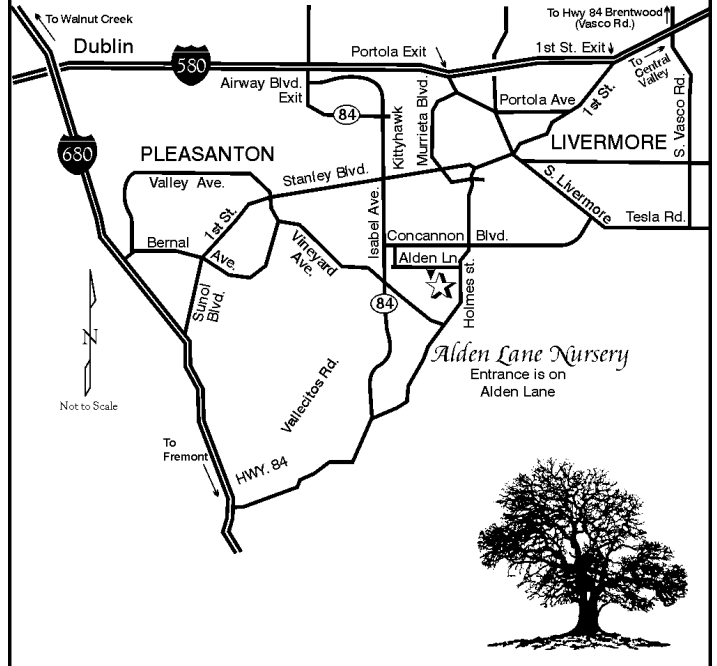 To Walnut Creek
To Hwy 84 Brentwood
(Vasco Rd.)
Dublin
580
Portola Exit
1st St. Exit
To
Central
Valley
Airway Blvd.
Exit
84
Kittyhawk
Murrieta Blvd.
Portola Ave
1st St.
S. Vasco Rd.
680
PLEASANTON
LIVERMORE
Valley Ave.
Stanley Blvd.
1st St.
S. Livermore
Tesla Rd.
Bernal
Ave.
Vineyard
Ave.
Isabel Ave.
Concannon Blvd.
Alden Ln
Sunol
Blvd.
84
Holmes st.
N
Not to Scale
Alden Lane Nursery
Entrance is on
Alden Lane
Vallecitos Rd.
To
Fremont
HWY. 84